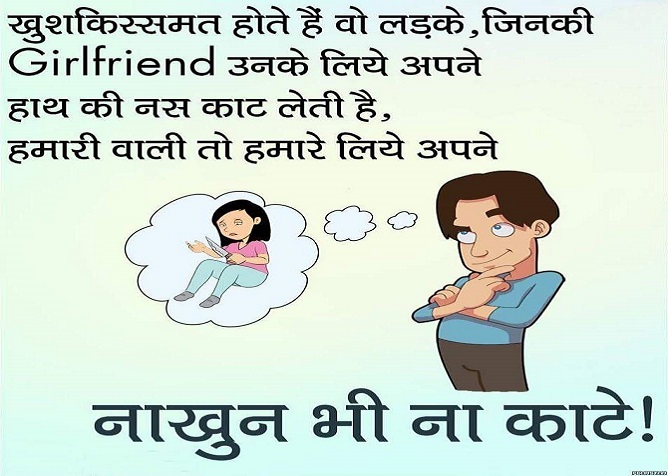 खुशकिस्समत होते हैं वो लड़के,जिनकी
Girlfriend उनके लिये अपने
हाथ की नस काट लेती है,
हमारी वाली तो हमारे लिये अपने
नाखुन भी ना काटे!